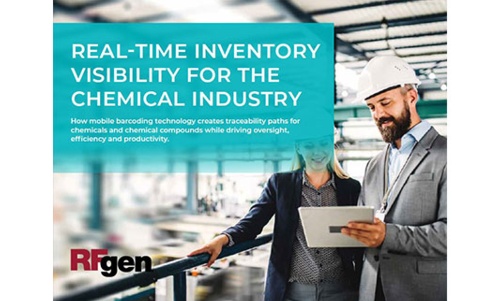 REAL-TIME INVENTORY
VISIBILITY FOR THE
CHEMICAL INDUSTRY
How mobile barcoding technology creates traceability paths for
chemicals and chemical compounds while driving oversight,
efficiency and productivity.
RFgen